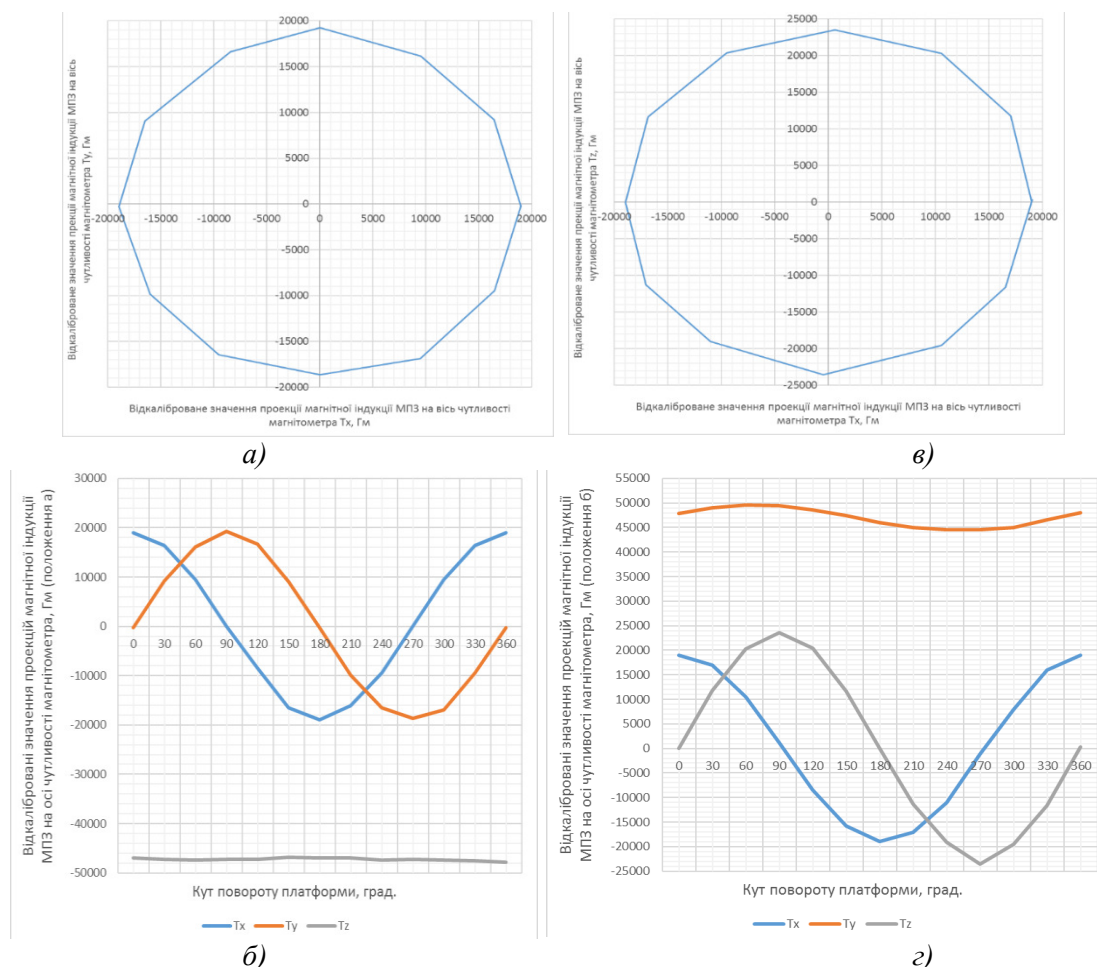 20000
15000
10000
5000
0
-5000
-10000
-15000
-20000
-20000 -15000 -10000 -5000 0 5000 10000 15000 20000
Відкаліброване значення прекції магнітної індукції МПЗ на вісь
чутливості магнітометра Ty, Гм
Відкаліброване значення проекції магнітної індукції МПЗ на вісь чутливості
магнітометра Tx, Гм
а)
25000
20000
15000
10000
5000
0
-5000
-10000
-15000
-20000
-25000
-20000 -15000 -10000 -5000 0 5000 10000 15000 20000
Відкаліброване значення прекції магнітної індукції МПЗ на вісь
чутливості магнітометра Tz, Гм
Відкаліброване значення проекції магнітної індукції МПЗ на вісь чутливості
магнітометра Tx, Гм
в)
30000
20000
10000
0
-10000
-20000
-30000
-40000
-50000
0 30 60 90 120 150 180 210 240 270 300 330 360
Відкалібровані значення проекцій магнітної індукції
МПЗ на осі чутливості магнітометра, Гм (положення а)
Кут повороту платформи, град.
Tx Ty Tz
б)
55000
50000
45000
40000
35000
30000
25000
20000
15000
10000
5000
0
-5000
-10000
-15000
-20000
-25000
0 30 60 90 120 150 180 210 240 270 300 330 360
Відкалібровані значення проекцій магнітної індукції
МПЗ на осі чутливості магнітометра, Гм (положення б)
Кут повороту платформи, град.
Tx Ty Tz
г)